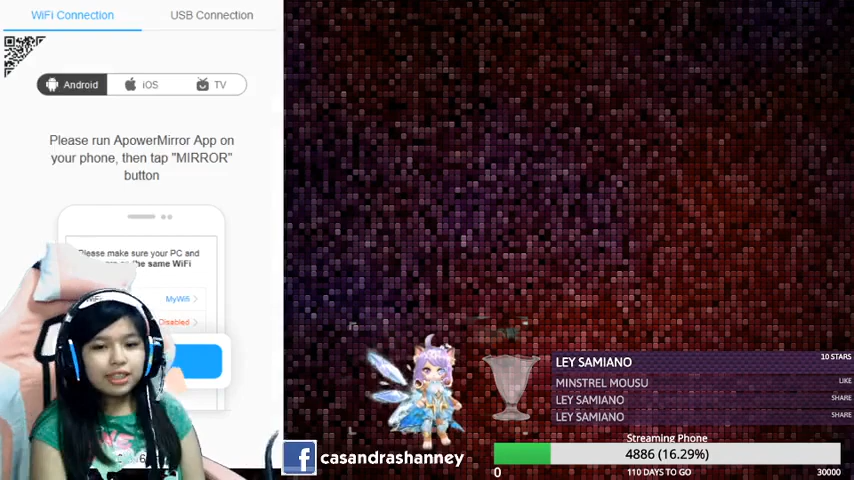 WiFi Connection
USB Connection
Android
iOS
TV
Please run ApowerMirror App on
your phone, then tap "MIRROR"
button
Please make sure your PC and
the same WiFi
MyWifi
Disabled
LEY SAMIANO
10 STARS
MINSTREL MOUSU
LIKE
LEY SAMIANO
SHARE
LEY SAMIANO
SHARE
casandrashanney
Streaming Phone
4886 (16.29%)
0
110 DAYS TO GO
30000